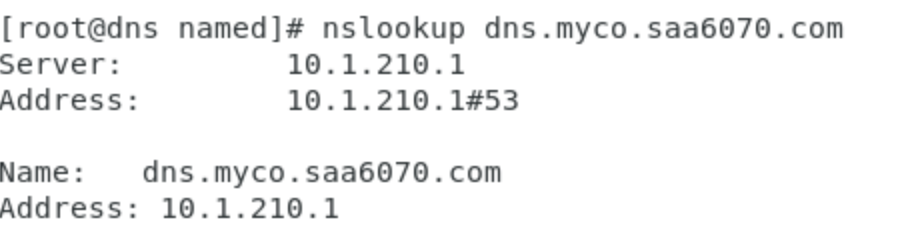 [root@dns named]# nslookup dns.myco.saa6070.com
Server:         10.1.210.1
Address:        10.1.210.1#53

Name:   dns.myco.saa6070.com
Address: 10.1.210.1